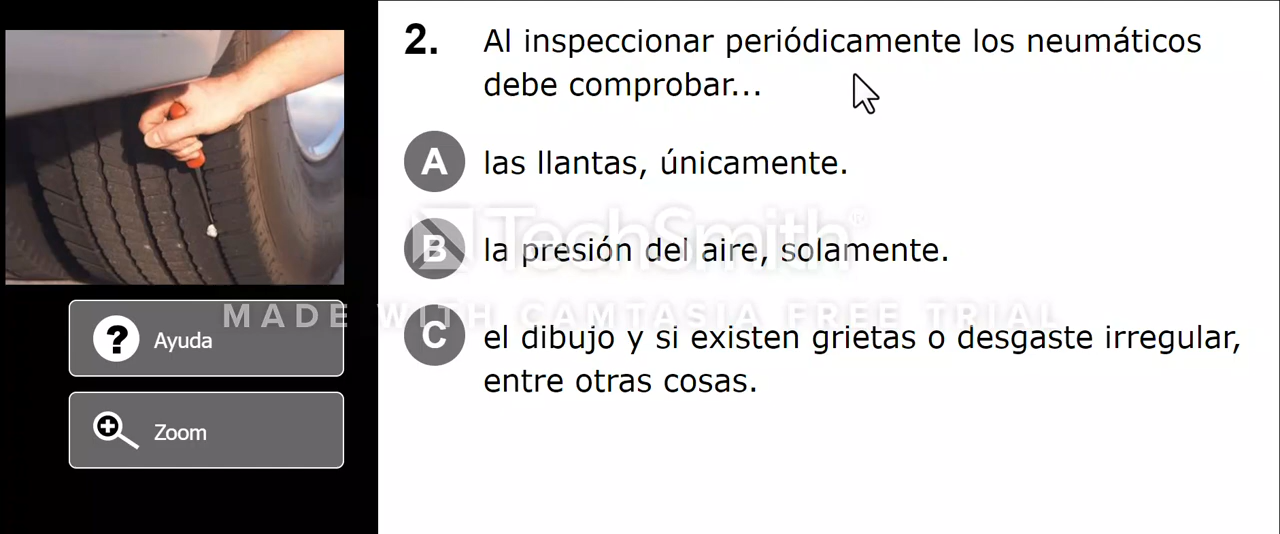 2.
Al inspeccionar periódicamente los neumáticos
debe comprobar...
A
las llantas, únicamente.
TechSmith®
B
la presión del aire, solamente.
MADE WITH CAMTASIA FREE TRIAL
C
el dibujo y si existen grietas o desgaste irregular,
entre otras cosas.
? Ayuda
Zoom